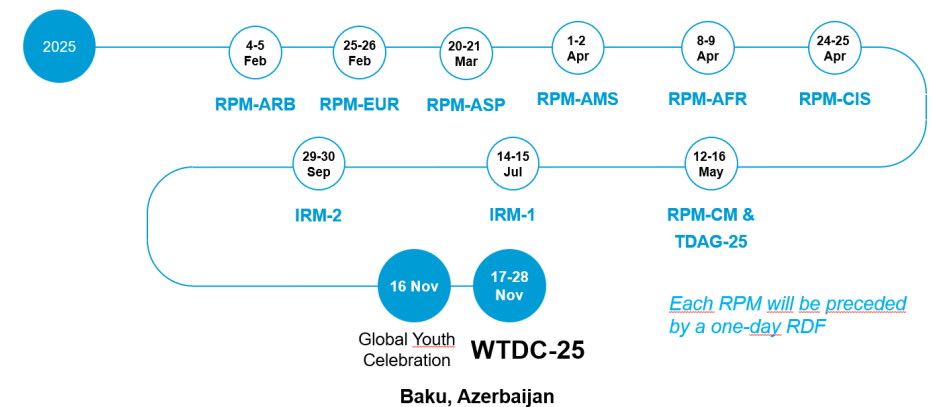 2025
4-5
Feb
RPM-ARB
25-26
Feb
RPM-EUR
20-21
Mar
RPM-ASP
1-2
Apr
RPM-AMS
8-9
Apr
RPM-AFR
24-25
Apr
RPM-CIS
12-16
May
RPM-CM &
TDAG-25
14-15
Jul
IRM-1
29-30
Sep
IRM-2
16 Nov
Global Youth
Celebration
17-28
Nov
WTDC-25
Baku, Azerbaijan
Each RPM will be preceded
by a one-day RDF